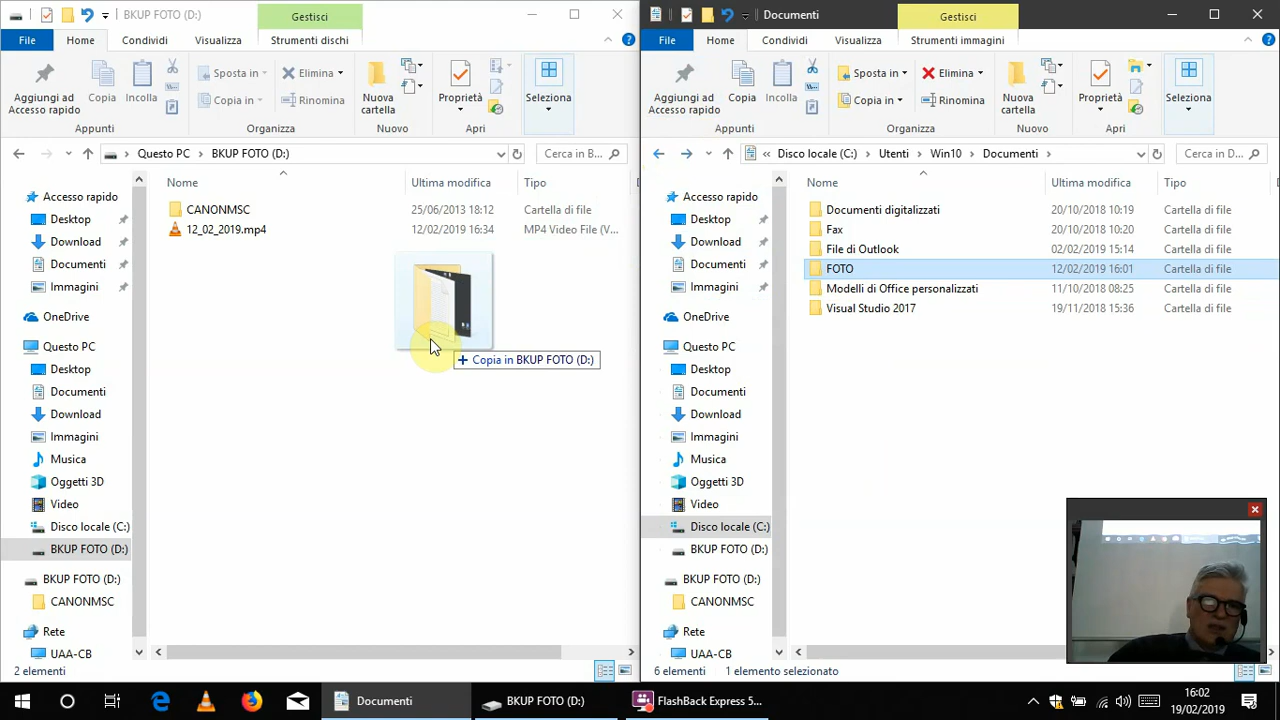 BKUP FOTO (D:)
Gestisci
File
Home
Condividi
Visualizza
Strumenti dischi
Aggiungi ad Accesso rapido
Copia
Incolla
Sposta in
Copia in
Elimina
Rinomina
Nuova cartella
Proprietà
Seleziona
Appunti
Organizza
Nuovo
Apri
Questo PC > BKUP FOTO (D:)
Cerca in B...
Nome
Ultima modifica
Tipo
CANONMSC 25/06/2013 18:12 Cartella di file
12_02_2019.mp4 12/02/2019 16:34 MP4 Video File (V...
Copia in BKUP FOTO (D:)
Accesso rapido
Desktop
Download
Documenti
Immagini
OneDrive
Questo PC
Desktop
Documenti
Download
Immagini
Musica
Oggetti 3D
Video
Disco locale (C:)
BKUP FOTO (D:)
BKUP FOTO (D:)
CANONMSC
Rete
UAA-CB
2 elementi
Documenti
Gestisci
File
Home
Condividi
Visualizza
Strumenti immagini
Aggiungi ad Accesso rapido
Copia
Incolla
Sposta in
Copia in
Elimina
Rinomina
Nuova cartella
Proprietà
Seleziona
Appunti
Organizza
Nuovo
Apri
« Disco locale (C:) > Utenti > Win10 > Documenti >
Cerca in D...
Nome
Ultima modifica
Tipo
Documenti digitalizzati 20/10/2018 10:19 Cartella di file
Fax 20/10/2018 10:20 Cartella di file
File di Outlook 02/02/2019 15:14 Cartella di file
FOTO 12/02/2019 16:01 Cartella di file
Modelli di Office personalizzati 11/10/2018 08:25 Cartella di file
Visual Studio 2017 19/11/2018 15:36 Cartella di file
Accesso rapido
Desktop
Download
Documenti
Immagini
OneDrive
Questo PC
Desktop
Documenti
Download
Immagini
Musica
Oggetti 3D
Video
Disco locale (C:)
BKUP FOTO (D:)
BKUP FOTO (D:)
CANONMSC
Rete
UAA-CB
6 elementi 1 elemento selezionato
Documenti
BKUP FOTO (D:)
FlashBack Express 5...
16:02
19/02/2019